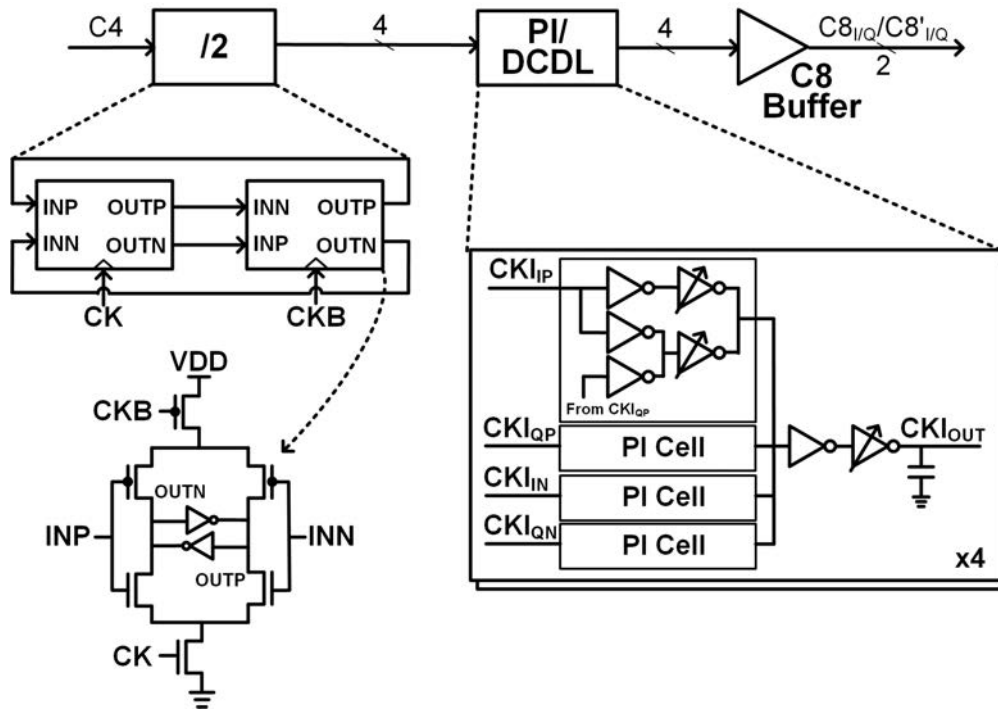 C4
/2
4
PI/
DCDL
4
C8
Buffer
C8I/Q/C8'I/Q
2
INP OUTP
INN OUTN
INN OUTP
INP OUTN
CK
CKB
VDD
CKB
OUTN
INP
INN
OUTP
CK
CKIIP
From CKIQP
CKIQP
PI Cell
CKIIN
PI Cell
CKIQN
PI Cell
CKIOUT
x4